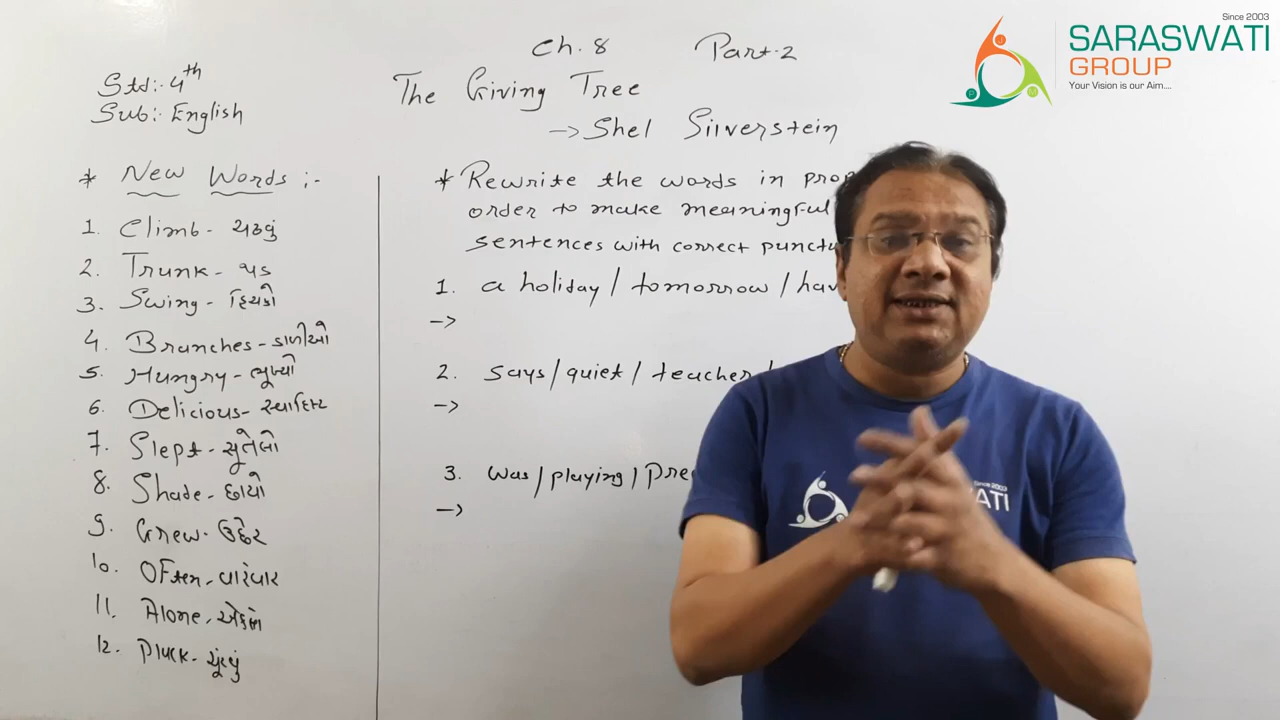 Since 2003
SARASWATI
GROUP
Your Vision is our Aim....
J
P
M
Ch. 8 Part-2
Std:- 4th
Sub:- English
The Giving Tree
-> Shel Silverstein
* New Words :-
1. Climb - ચઢવું
2. Trunk - થડ
3. Swing - હિચકો
4. Branches - ડાળીઓ
5. Hungry - ભૂખ્યો
6. Delicious - સ્વાદિષ્ટ
7. Slept - સૂતેલો
8. Shade - છાયો
9. Grew - ઉછેર
10. Often - વારંવાર
11. Alone -
12. Pluck - ચૂંટવું
* Rewrite the words in prop
order to make meaningful
sentences with correct punctu
1. a holiday / tomorrow / hav
->
2. says / quiet / teacher /
->
3. was / playing / Pre
->
Since 2003
WATI